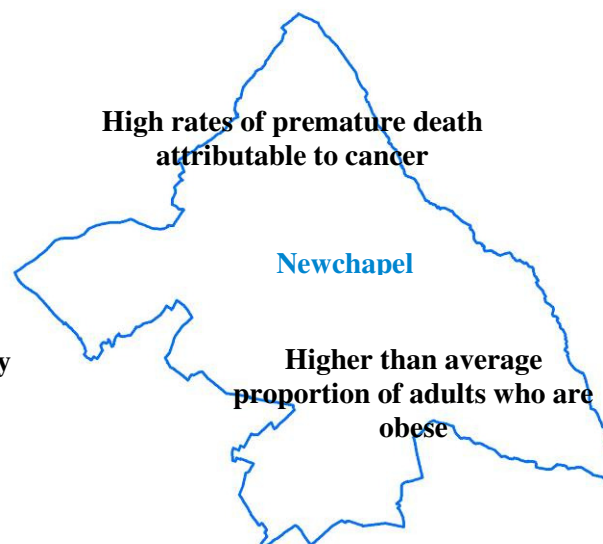 High rates of premature death
attributable to cancer
Newchapel
y
Higher than average
proportion of adults who are
obese